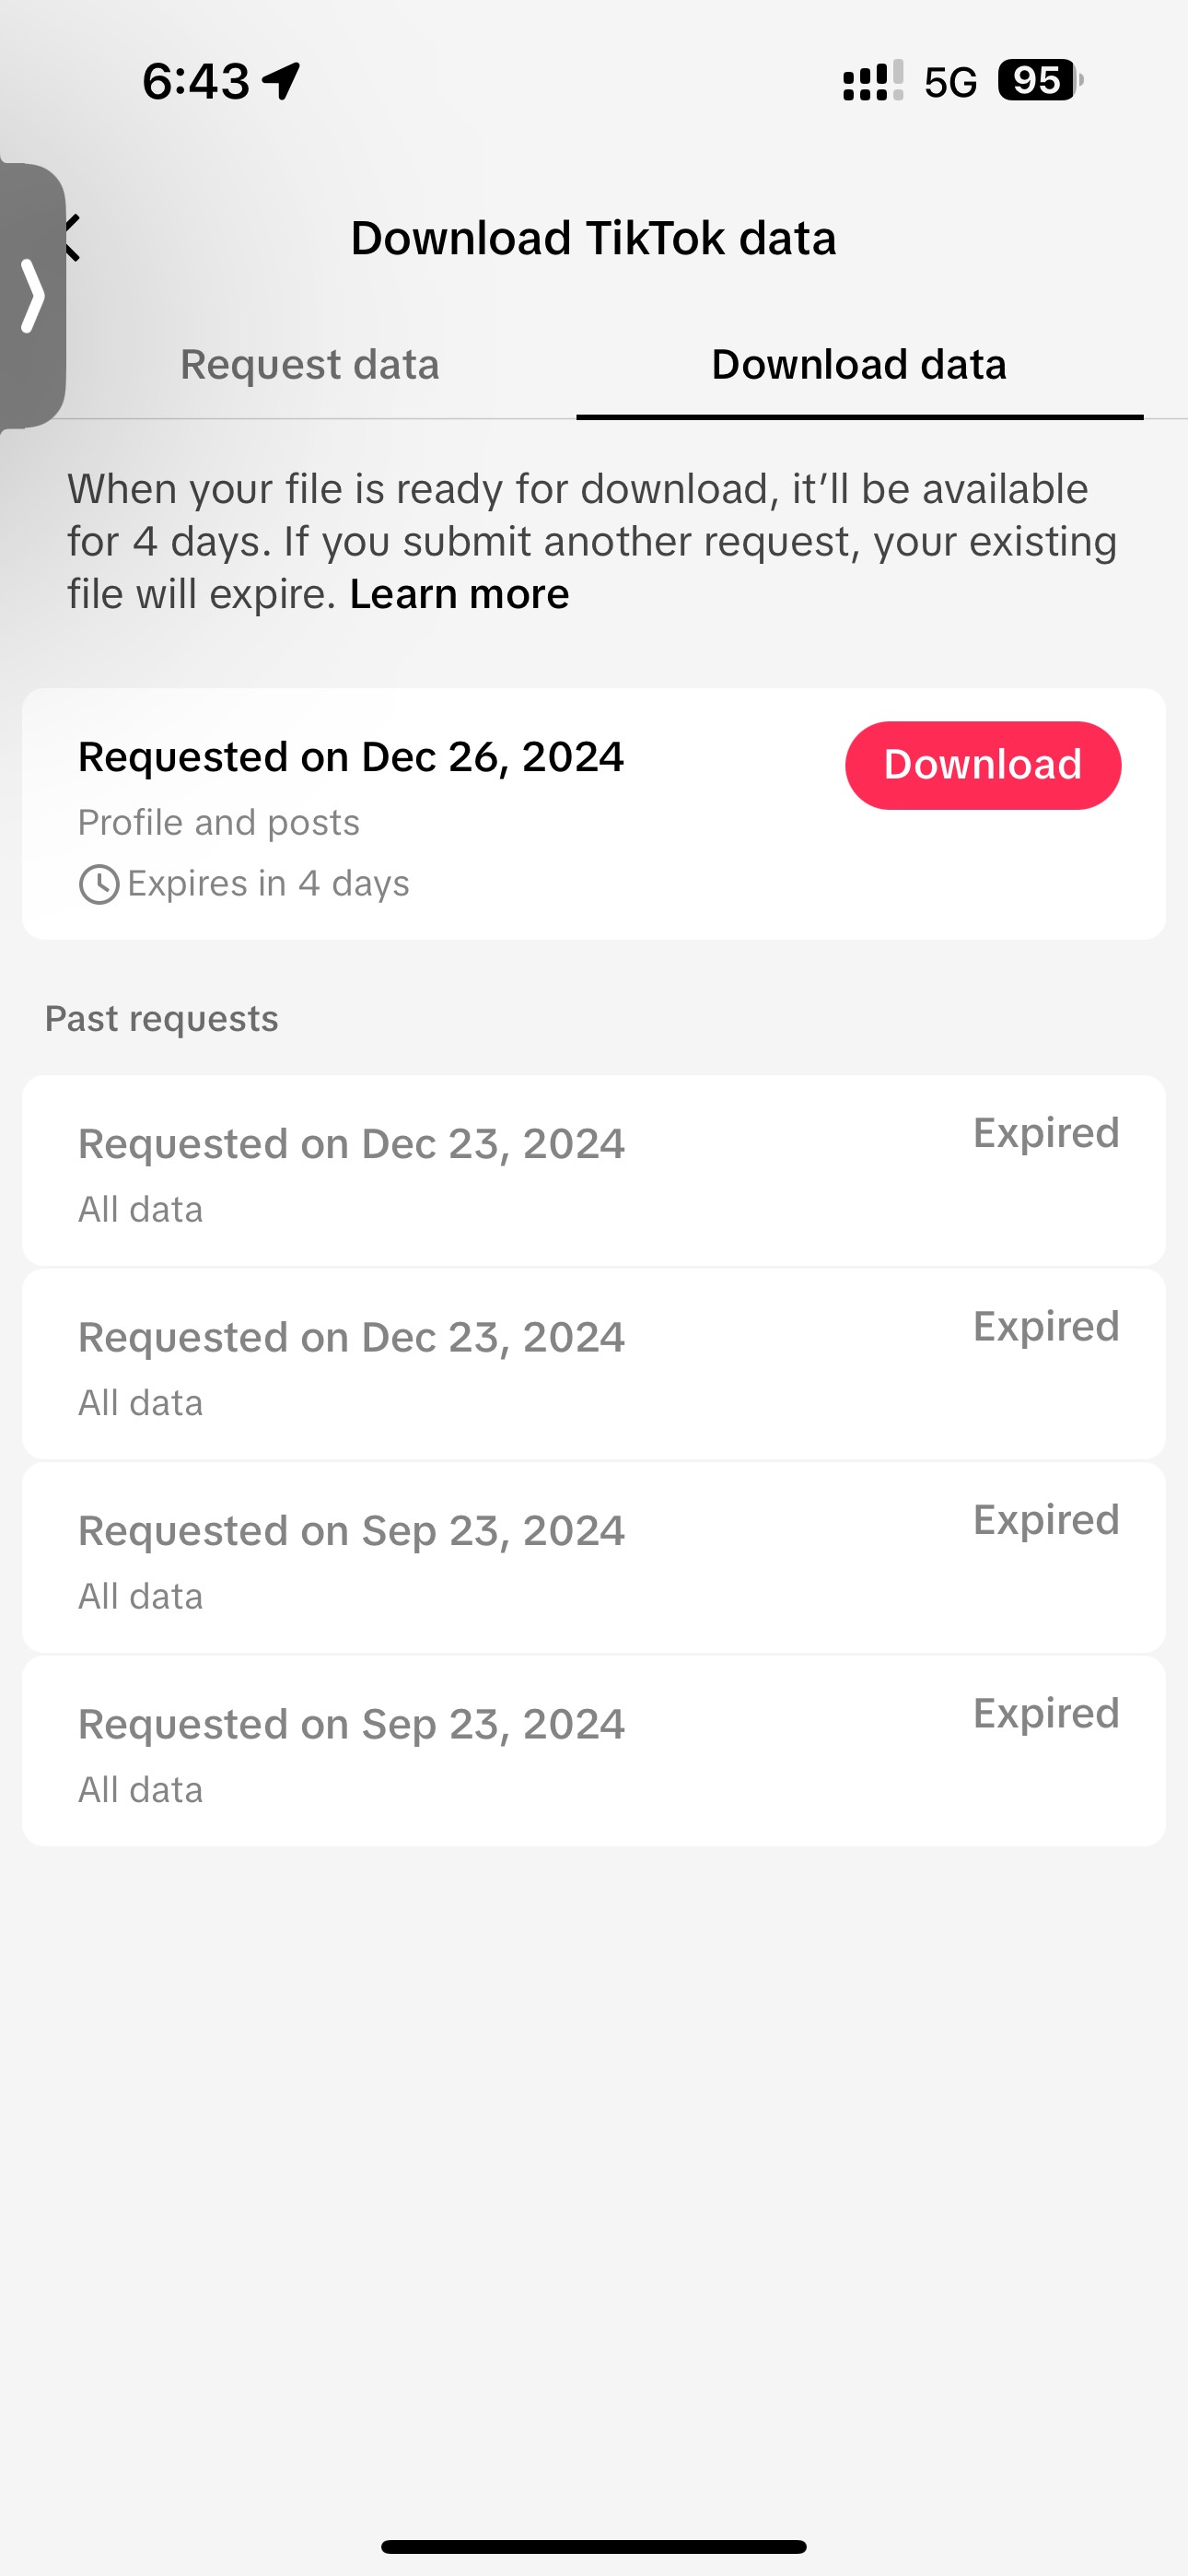 6:43
5G 95
Download TikTok data
Request data
Download data
When your file is ready for download, it’ll be available
for 4 days. If you submit another request, your existing
file will expire. Learn more
Requested on Dec 26, 2024
Download
Profile and posts
Expires in 4 days
Past requests
Requested on Dec 23, 2024
Expired
All data
Requested on Dec 23, 2024
Expired
All data
Requested on Sep 23, 2024
Expired
All data
Requested on Sep 23, 2024
Expired
All data